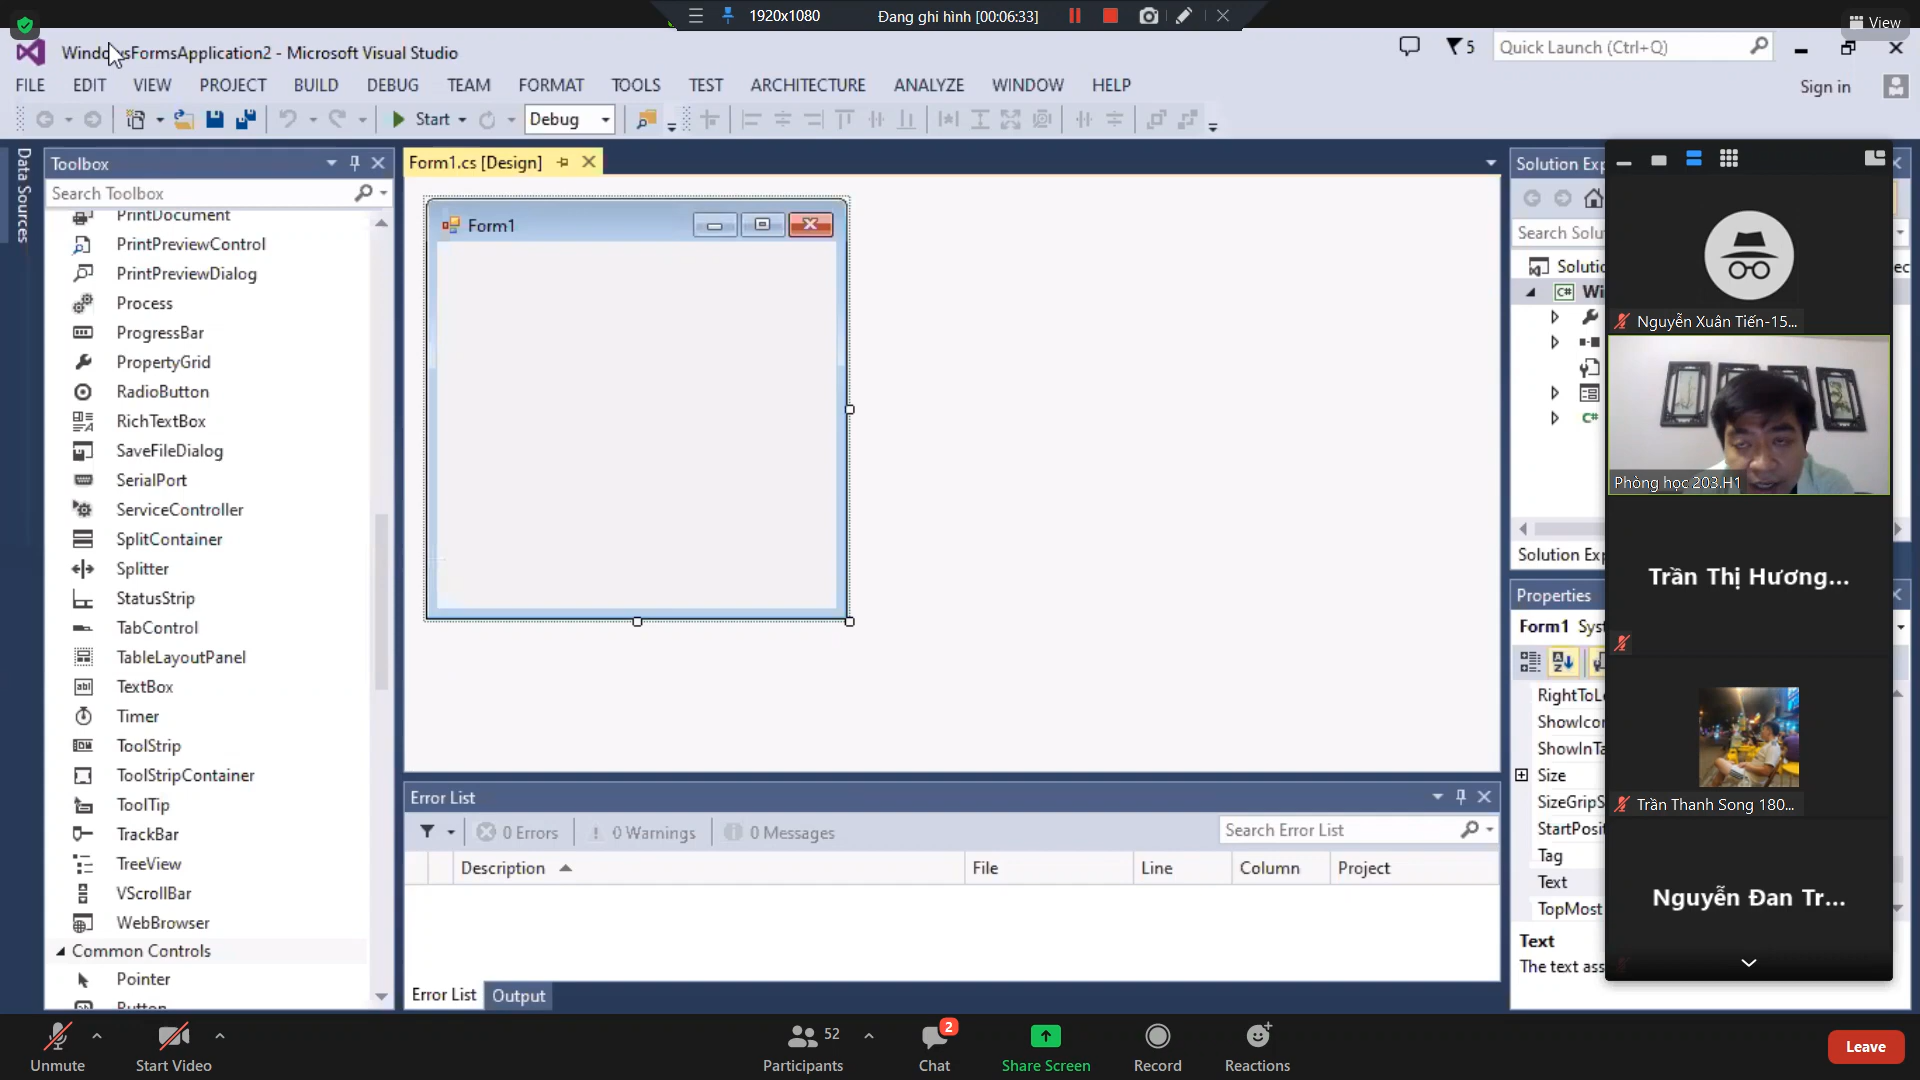 1920x1080
Đang ghi hình [00:06:33]
View
WindowsFormsApplication2 - Microsoft Visual Studio
5
Quick Launch (Ctrl+Q)
FILE EDIT VIEW PROJECT BUILD DEBUG TEAM FORMAT TOOLS TEST ARCHITECTURE ANALYZE WINDOW HELP
Sign in
Start
Debug
Data Sources
Toolbox
Search Toolbox
PrintDocument
PrintPreviewControl
PrintPreviewDialog
Process
ProgressBar
PropertyGrid
RadioButton
RichTextBox
SaveFileDialog
SerialPort
ServiceController
SplitContainer
Splitter
StatusStrip
TabControl
TableLayoutPanel
TextBox
Timer
ToolStrip
ToolStripContainer
ToolTip
TrackBar
TreeView
VScrollBar
WebBrowser
Common Controls
Pointer
Button
Form1.cs [Design]
Form1
Error List
0 Errors
0 Warnings
0 Messages
Search Error List
Description File Line Column Project
Error List Output
Solution Exp
Search Solu
Solutio
ec
C# Wi
C#
Solution Exp
Properties
Form1 Syst
RightToLe
ShowIcon
ShowInTa
Size
SizeGripS
StartPosit
Tag
Text
TopMost
Text
The text ass
Nguyễn Xuân Tiến-15...
Phòng học 203.H1
Trần Thị Hương...
Trần Thanh Song 180...
Nguyễn Đan Tr...
Unmute
Start Video
52
Participants
2
Chat
Share Screen
Record
Reactions
Leave